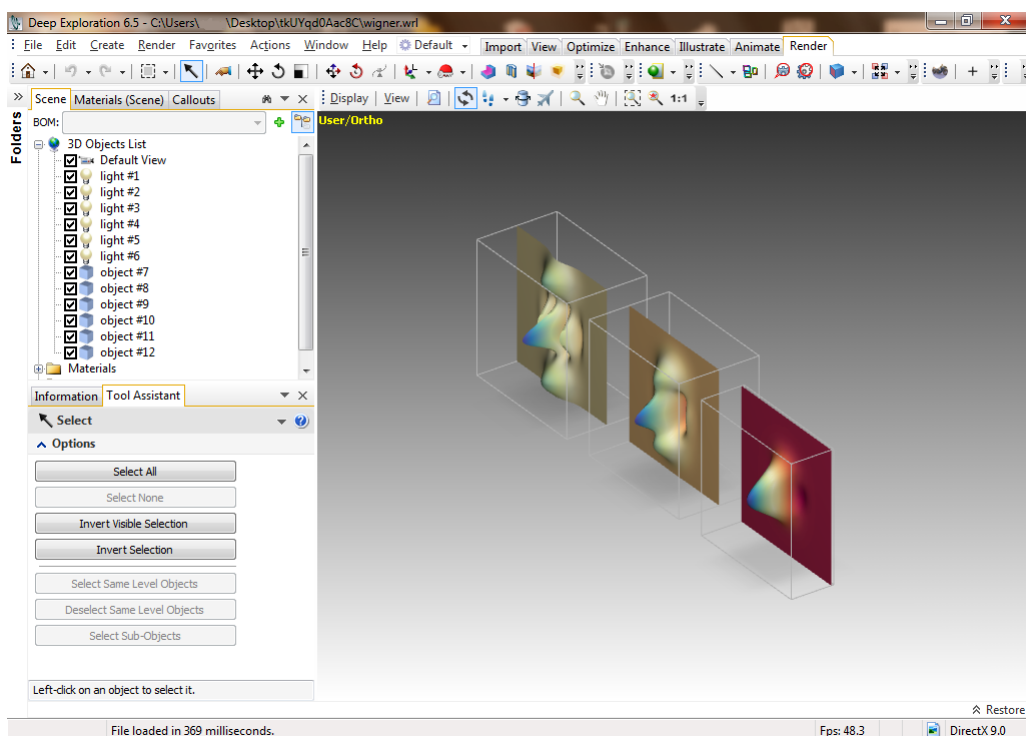 Deep Exploration 6.5 - C:\Users\ \Desktop\tkUYqd0Aac8C\wigner.wrl
File Edit Create Render Favorites Actions Window Help Default Import View Optimize Enhance Illustrate Animate Render
Scene Materials (Scene) Callouts
Display View 1:1
Folders
BOM:
User/Ortho
3D Objects List
Default View
light #1
light #2
light #3
light #4
light #5
light #6
object #7
object #8
object #9
object #10
object #11
object #12
Materials
Information Tool Assistant
Select
Options
Select All
Select None
Invert Visible Selection
Invert Selection
Select Same Level Objects
Deselect Same Level Objects
Select Sub-Objects
Left-click on an object to select it.
Restore
File loaded in 369 milliseconds.
Fps: 48.3
DirectX 9.0